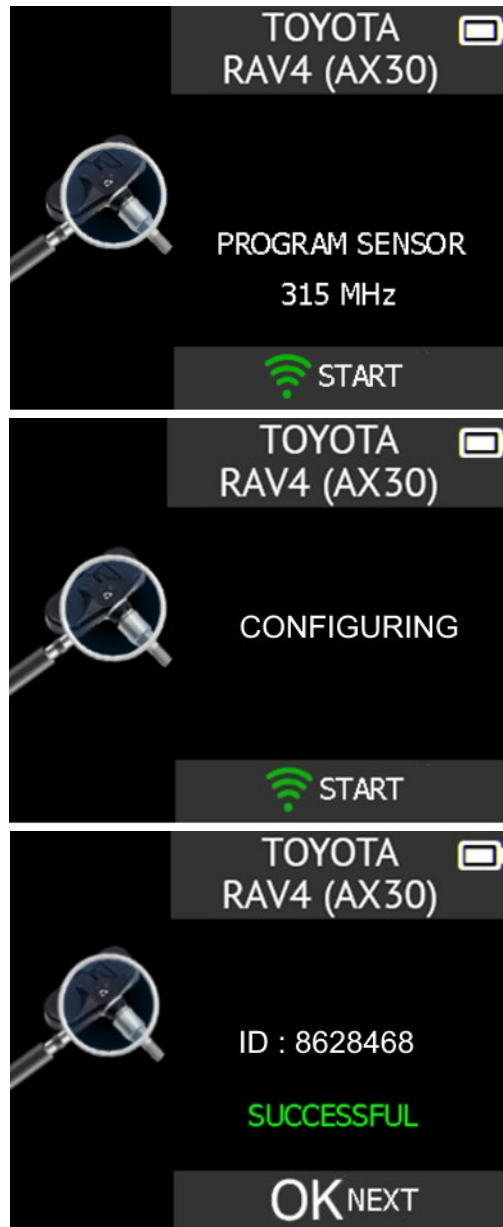 TOYOTA
RAV4 (AX30)
PROGRAM SENSOR
315 MHz
START
TOYOTA
RAV4 (AX30)
CONFIGURING
START
TOYOTA
RAV4 (AX30)
ID : 8628468
SUCCESSFUL
OK NEXT